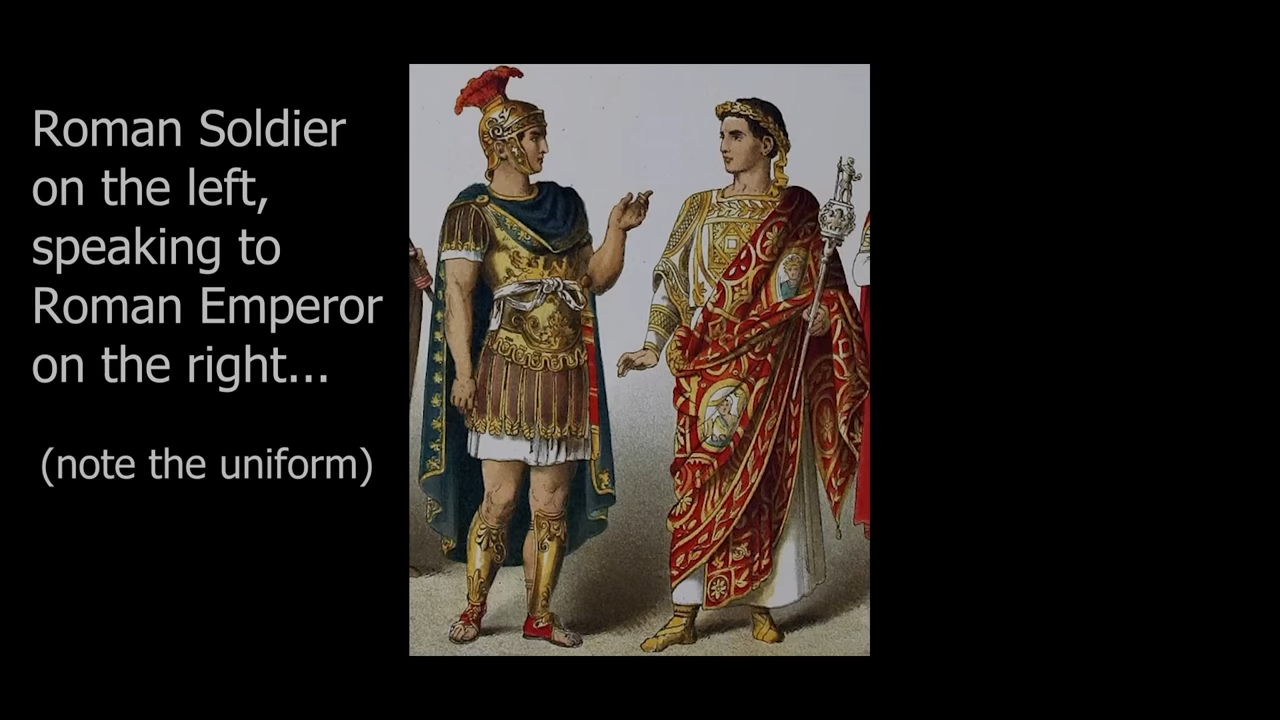 Roman Soldier
on the left,
speaking to
Roman Emperor
on the right...
(note the uniform)